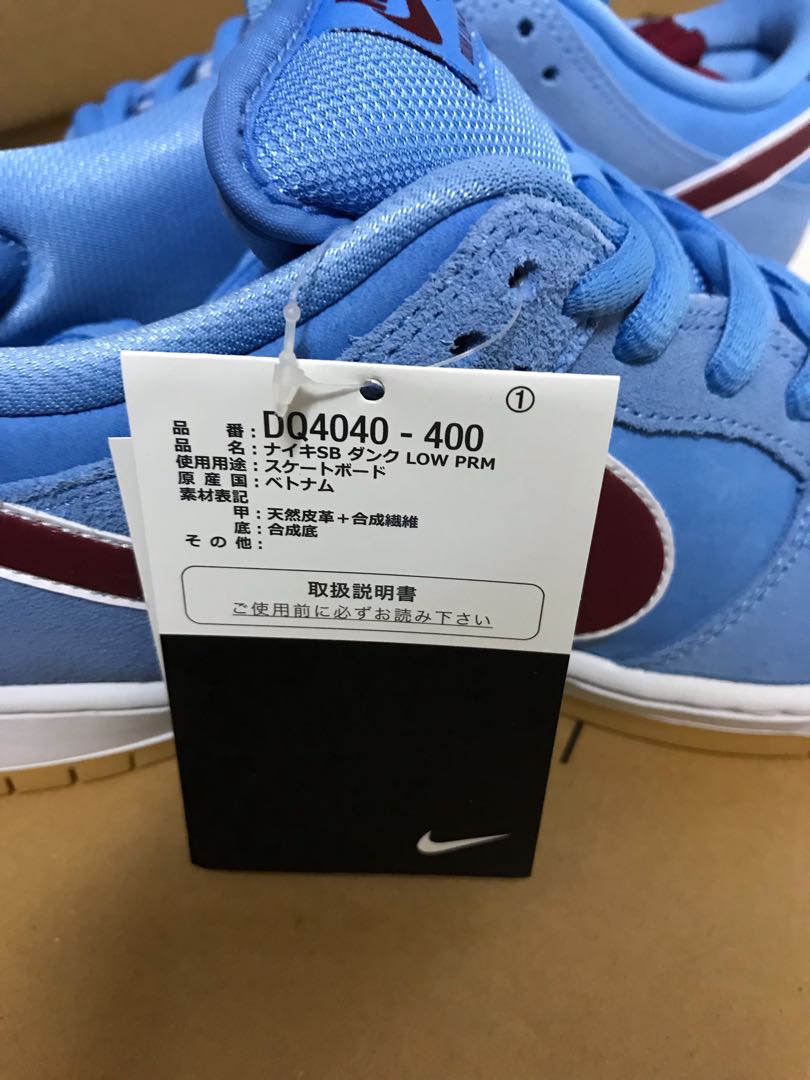 ①
品 番：DQ4040 - 400
品 名：ナイキSB ダンク LOW PRM
使用用途：スケートボード
原 産 国：ベトナム
素材表記
甲：天然皮革＋合成繊維
底：合成底
そ の 他：
取扱説明書
ご使用前に必ずお読み下さい